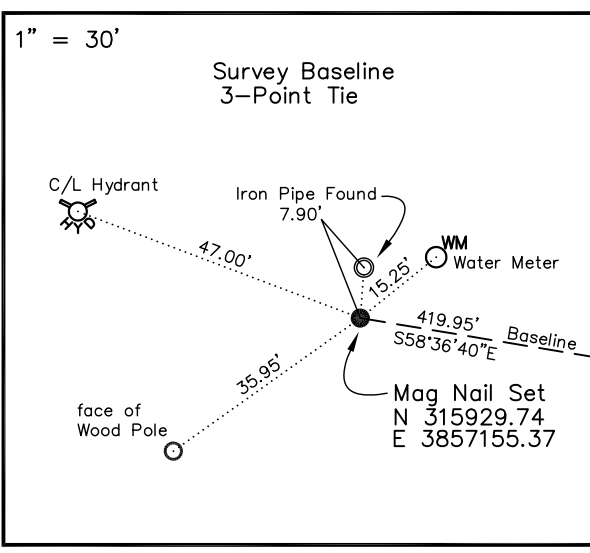 1" = 30'
Survey Baseline
3-Point Tie
C/L Hydrant
HYD
Iron Pipe Found
7.90'
WM
Water Meter
47.00'
15.25'
419.95'
S58°36'40"E
Baseline
35.95'
Mag Nail Set
N 315929.74
E 3857155.37
face of
Wood Pole